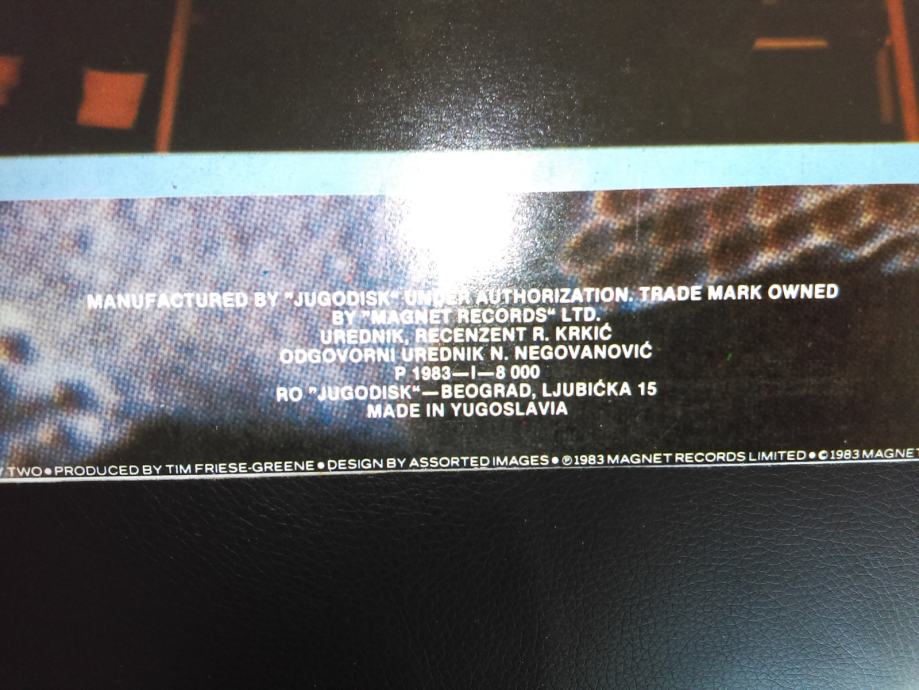 MANUFACTURED BY "JUGODISK" UNDER AUTHORIZATION. TRADE MARK OWNED
BY "MAGNET RECORDS" LTD.
UREDNIK, RECENZENT R. KRKIĆ
ODGOVORNI UREDNIK N. NEGOVANOVIĆ
P 1983—I—8 000
RO "JUGODISK"—BEOGRAD, LJUBIĆKA 15
MADE IN YUGOSLAVIA
TWO•PRODUCED BY TIM FRIESE-GREENE•DESIGN BY ASSORTED IMAGES•℗1983 MAGNET RECORDS LIMITED•©1983 MAGNET